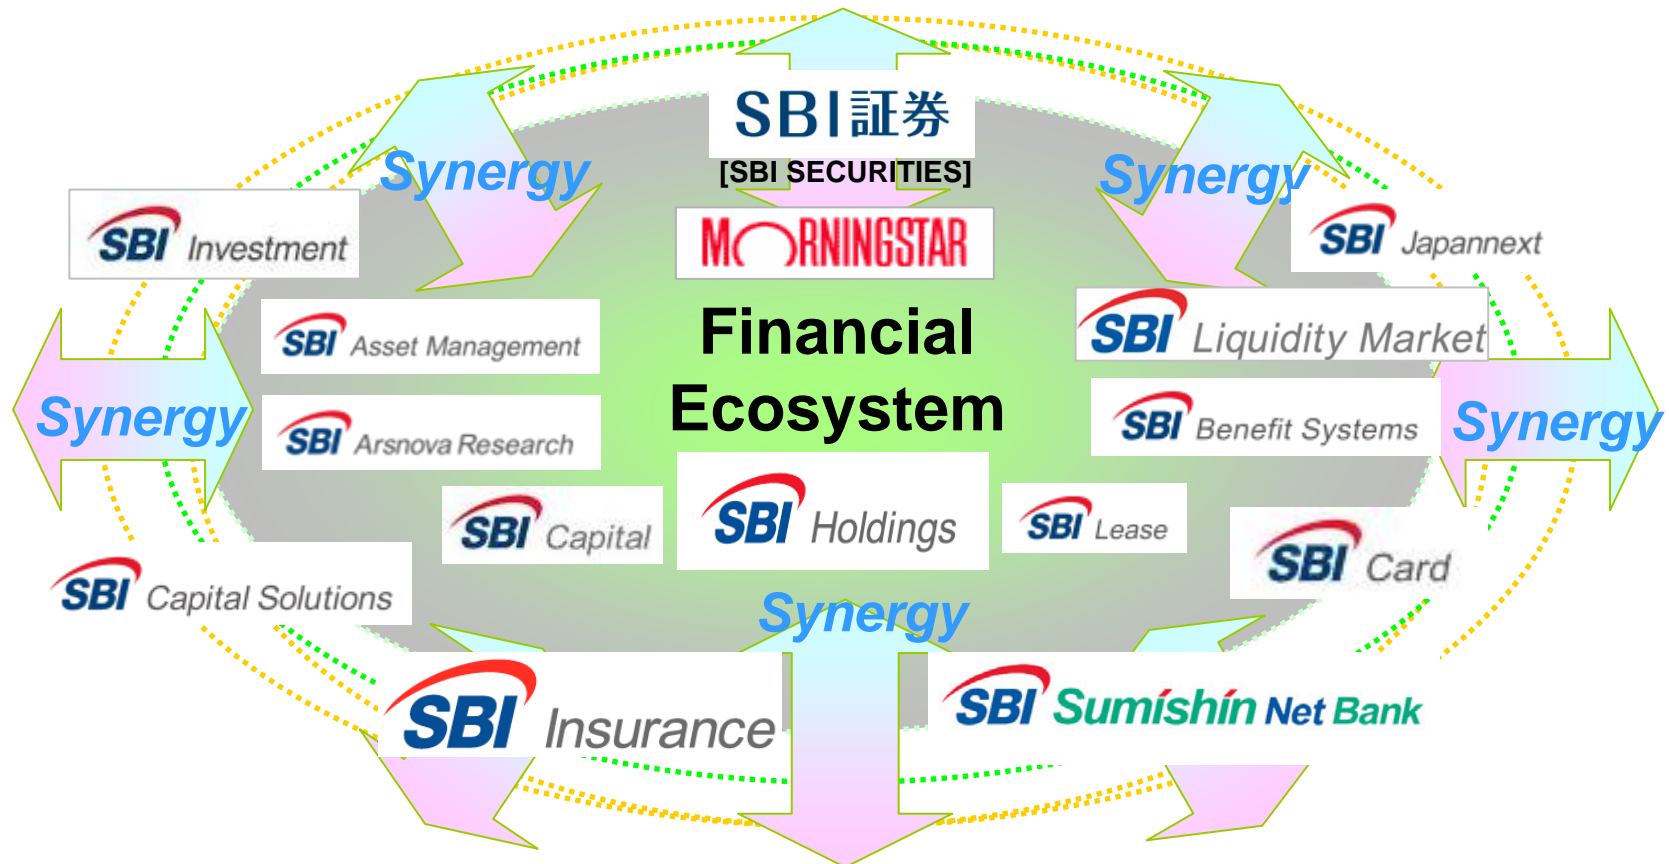 SBI証券
[SBI SECURITIES]
Synergy
Synergy
SBI Investment
MORNINGSTAR
SBI Japannext
SBI Asset Management
Financial
Ecosystem
SBI Liquidity Market
Synergy
SBI Arsnova Research
SBI Benefit Systems
Synergy
SBI Capital
SBI Holdings
SBI Lease
SBI Card
SBI Capital Solutions
Synergy
SBI Insurance
SBI Sumishin Net Bank